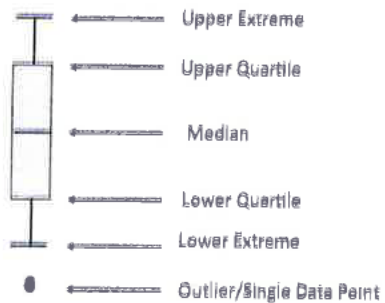 Upper Extreme
Upper Quartile
Median
Lower Quartile
Lower Extreme
Outlier/Single Data Point